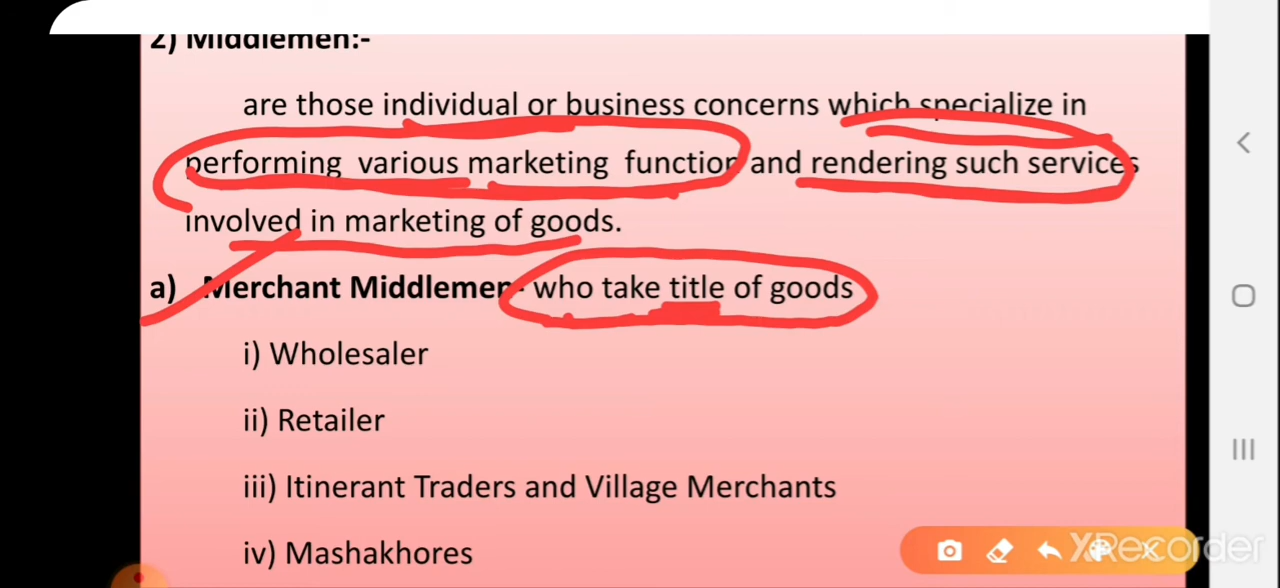 2) Middlemen:-
are those individual or business concerns which specialize in
performing various marketing function and rendering such services
involved in marketing of goods.
a) Merchant Middlemen- who take title of goods
i) Wholesaler
ii) Retailer
iii) Itinerant Traders and Village Merchants
iv) Mashakhores
XRecorder